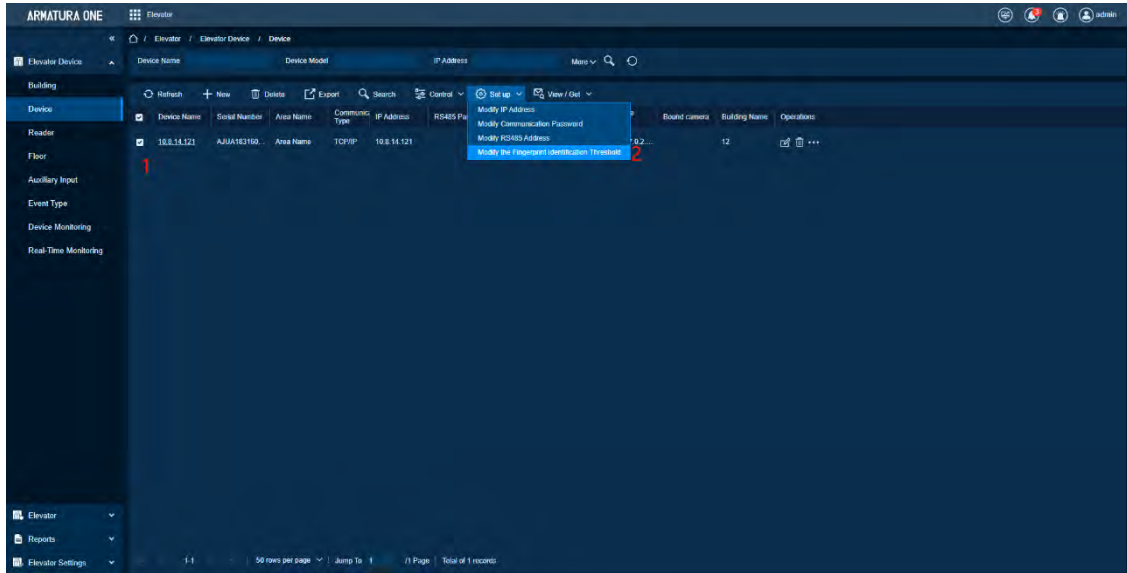 ARMATURA ONE
Elevator
3
admin
«
/ Elevator / Elevator Device / Device
Elevator Device
Device Name Device Model IP Address More
Building
Refresh New Delete Export Search Control Set up View / Get
Device
Device Name Serial Number Area Name Communic Type IP Address RS485 Pa Bound camera Building Name Operations
Modify IP Address
Modify Communication Password
Modify RS485 Address
Modify the Fingerprint Identification Threshold
Reader
10.8.14.121 AJUA183160... Area Name TCP/IP 10.8.14.121 12
1
2
Floor
Auxiliary Input
Event Type
Device Monitoring
Real-Time Monitoring
Elevator
Reports
Elevator Settings
1-1 50 rows per page Jump To 1 /1 Page Total of 1 records